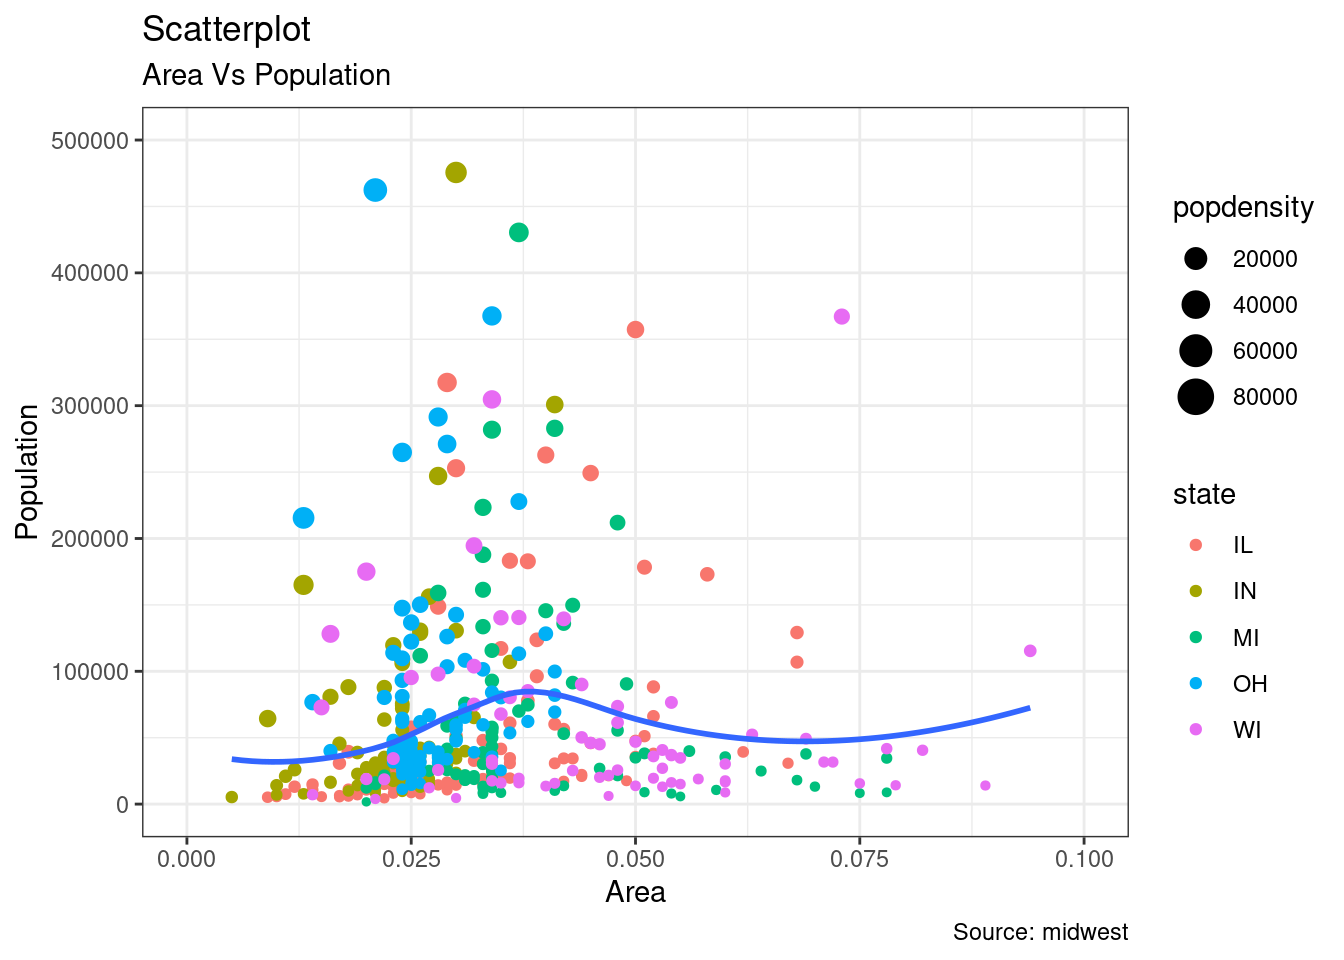 Scatterplot
Area Vs Population
500000
400000
300000
200000
100000
0
Population
0.000 0.025 0.050 0.075 0.100
Area
popdensity
20000
40000
60000
80000
state
IL
IN
MI
OH
WI
Source: midwest